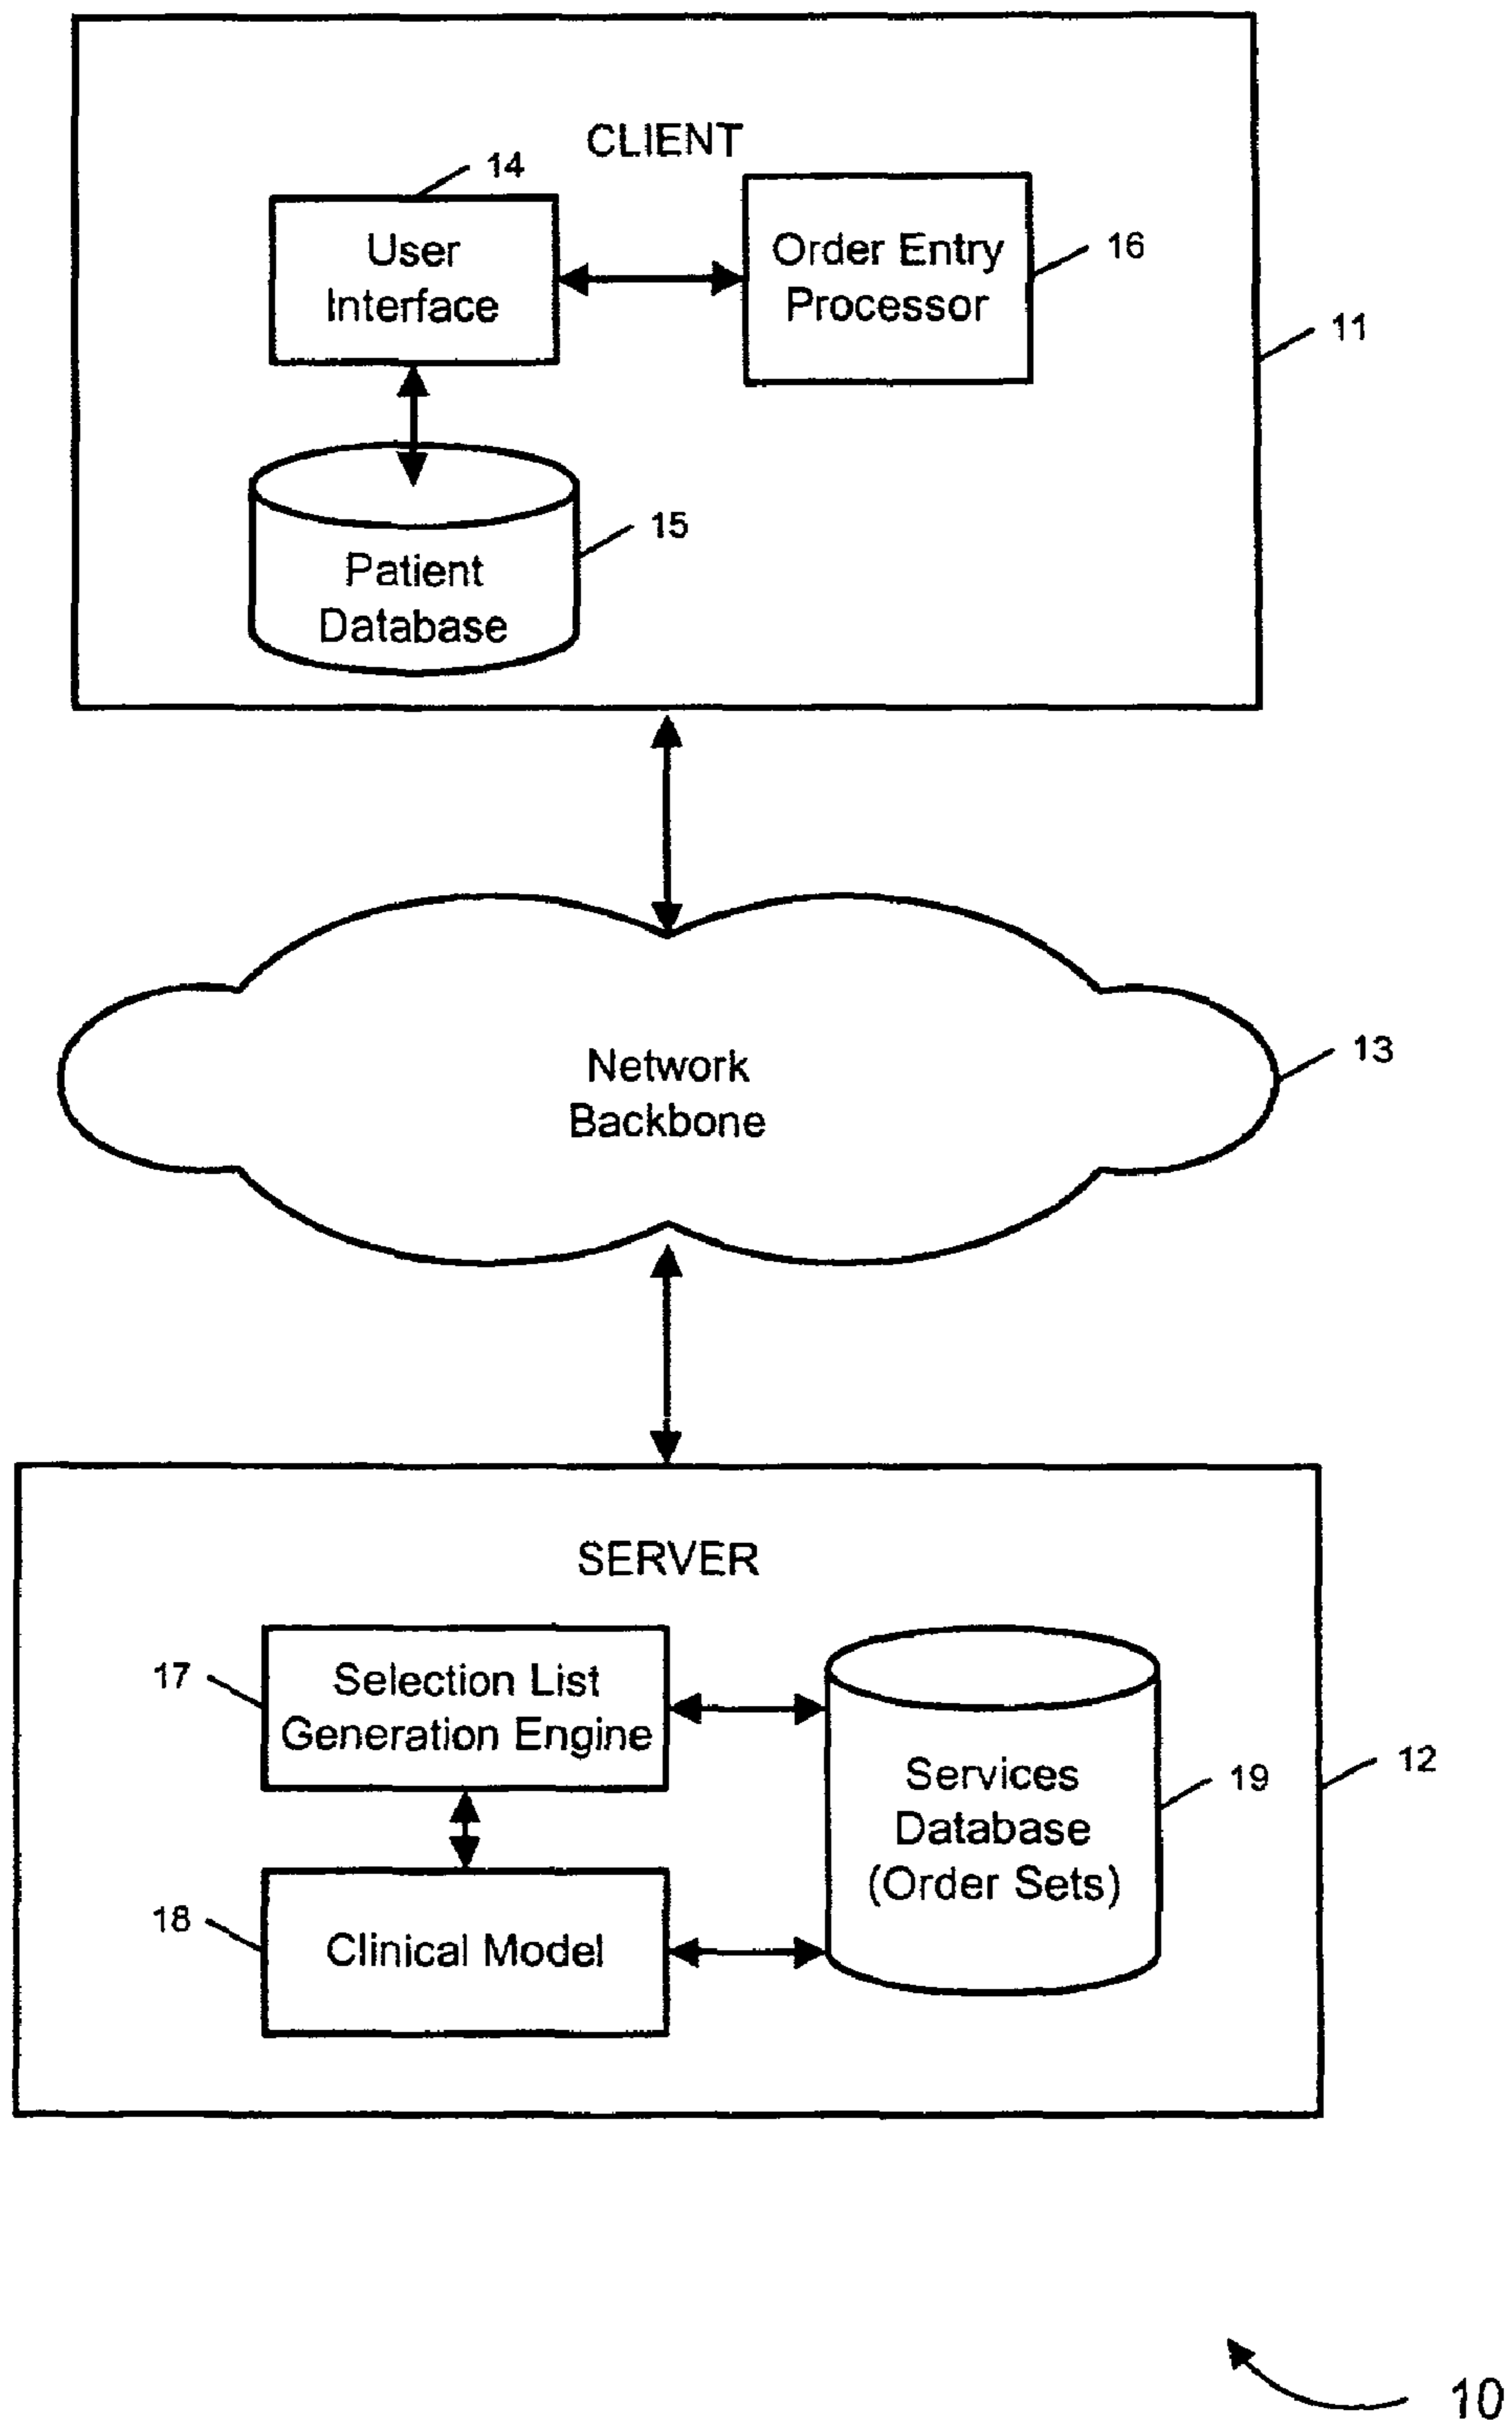 CLIENT
14
User
Interface
Order Entry
Processor
16
11
15
Patient
Database
Network
Backbone
13
SERVER
17
Selection List
Generation Engine
Services
Database
(Order Sets)
19
12
18
Clinical Model
10